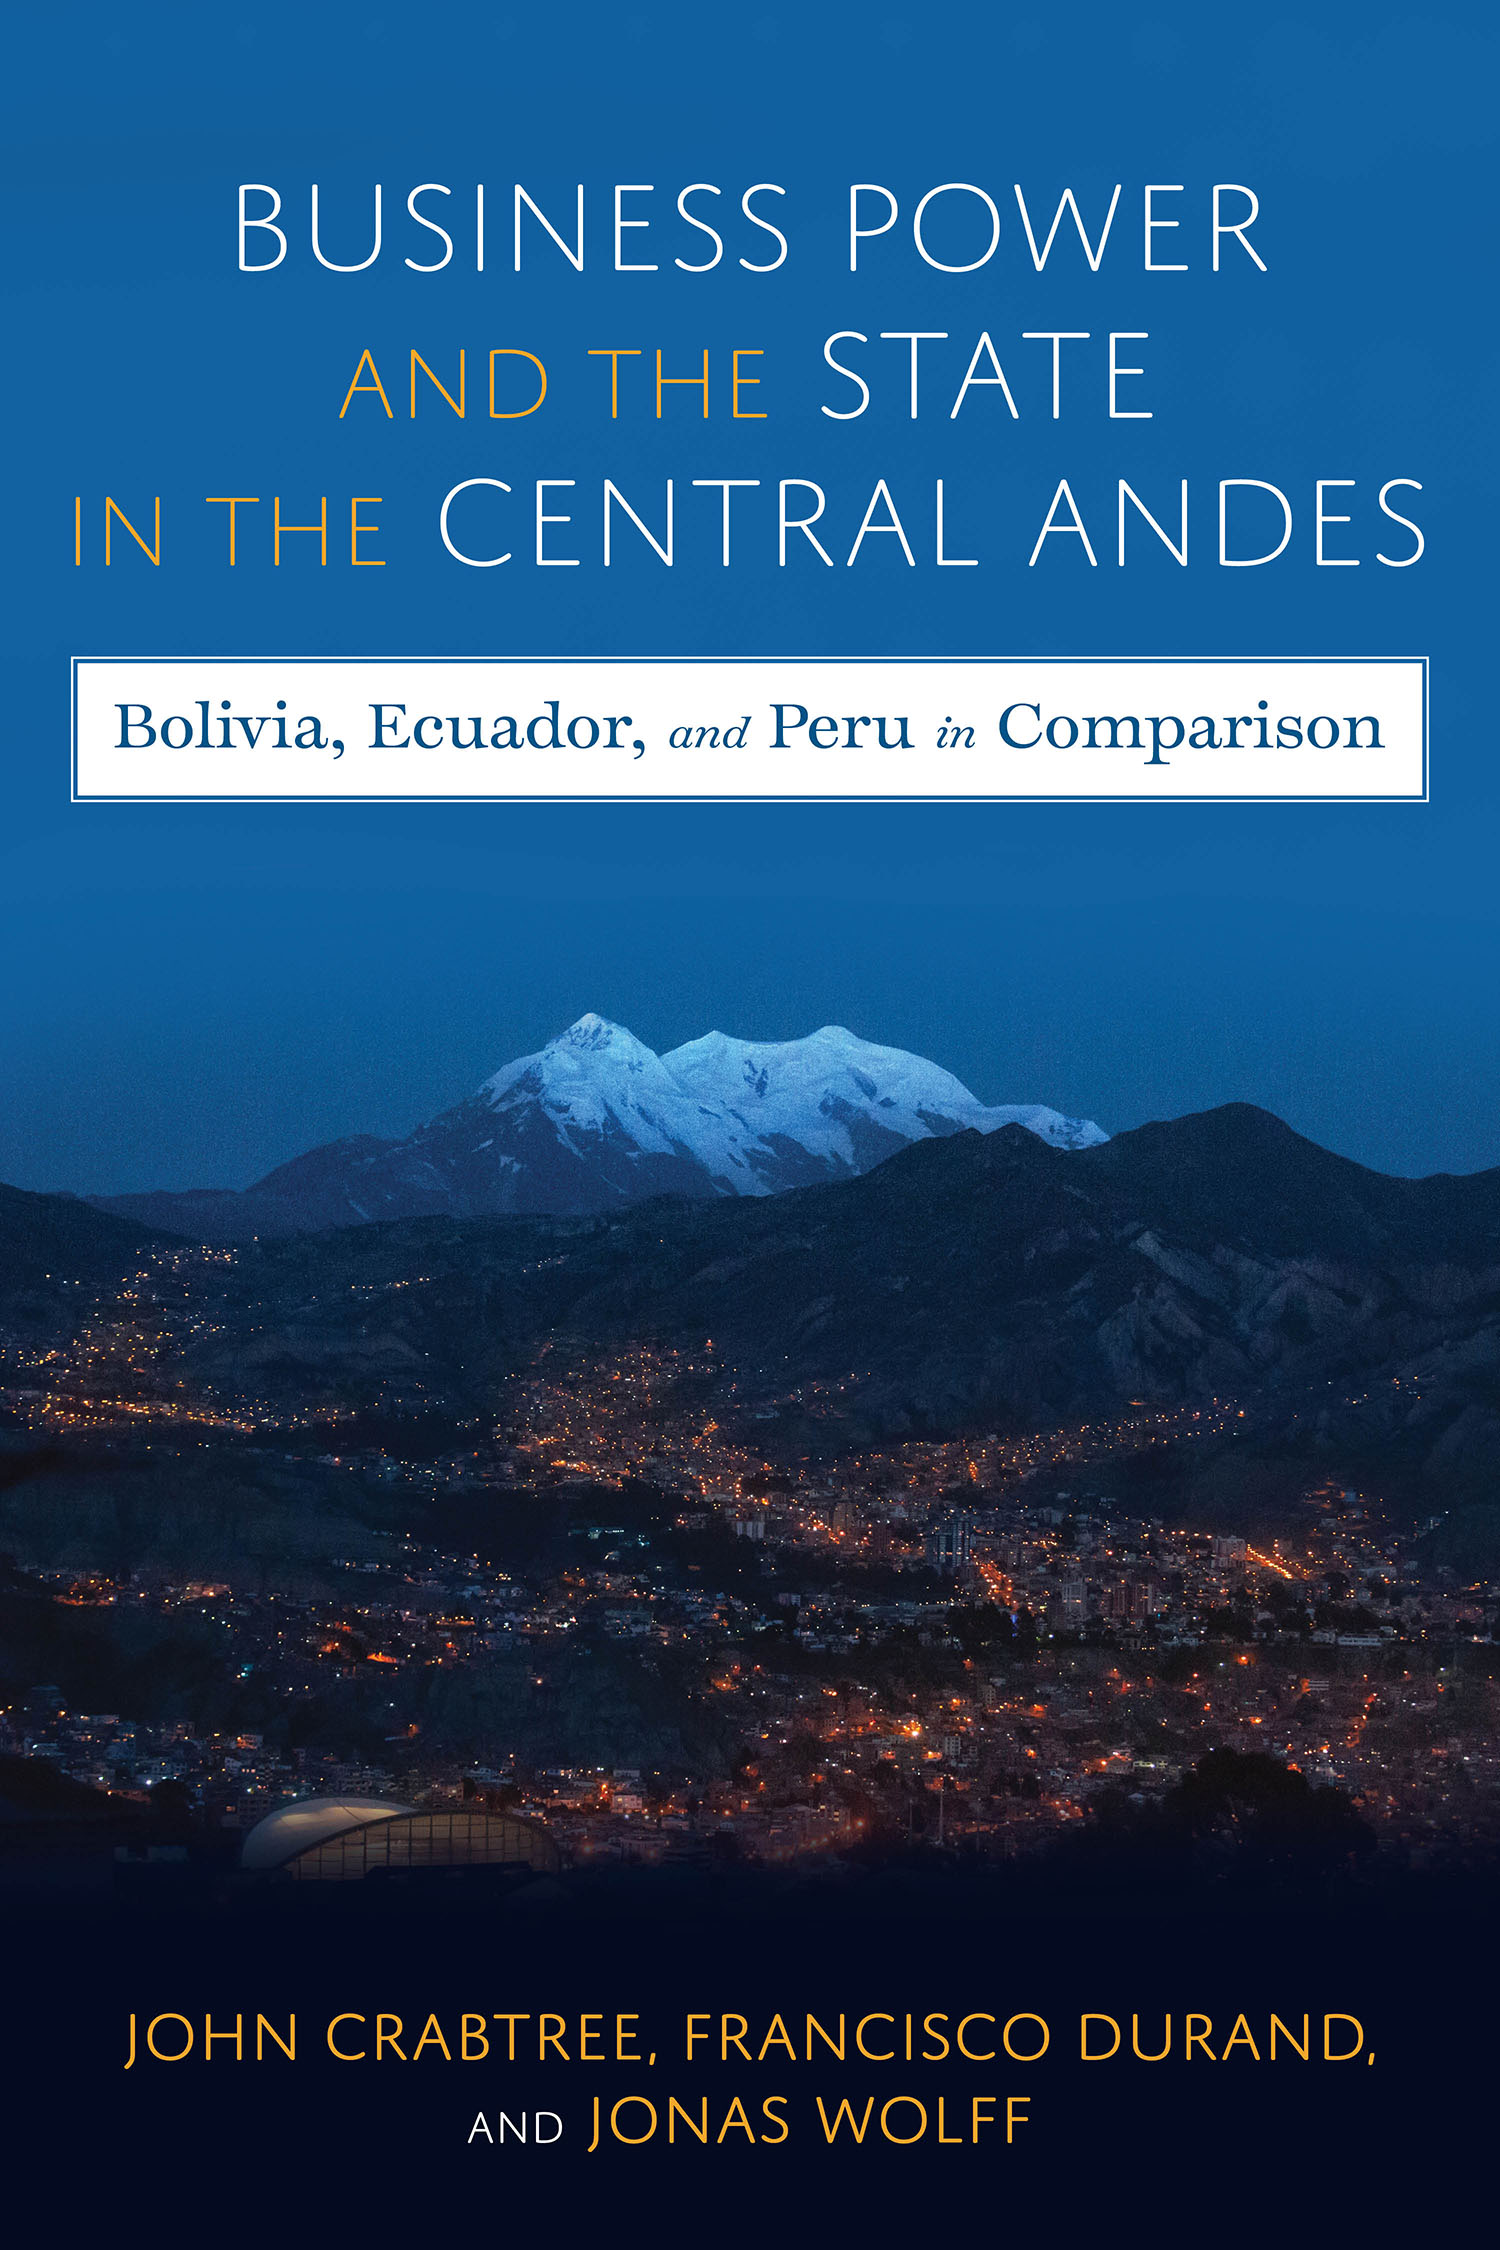 BUSINESS POWER
AND THE STATE
IN THE CENTRAL ANDES
Bolivia, Ecuador, and Peru in Comparison
JOHN CRABTREE, FRANCISCO DURAND,
AND JONAS WOLFF